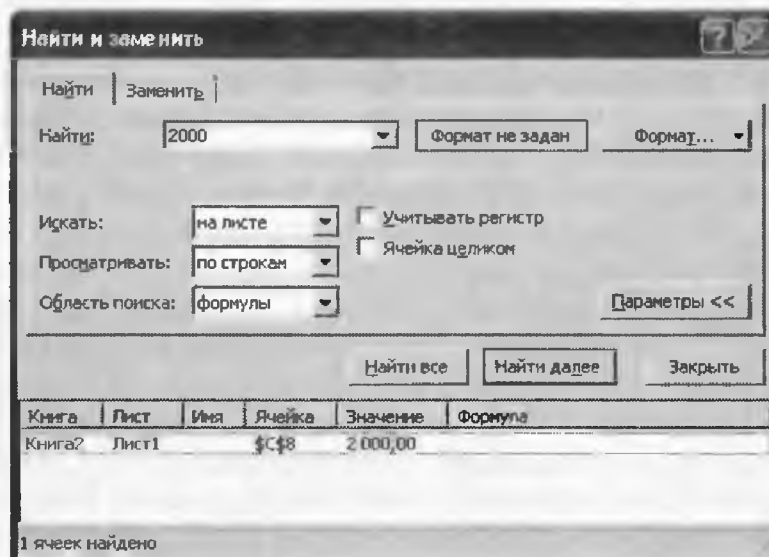 Найти и заменить
Найти Заменить
Найти: 2000 Формат не задан Формат...
Искать: на листе Учитывать регистр
Ячейка целиком
Просматривать: по строкам
Область поиска: формулы Параметры <<
Найти все Найти далее Закрыть
Книга Лист Имя Ячейка Значение Формула
Книга2 Лист1 $C$8 2 000,00
1 ячеек найдено